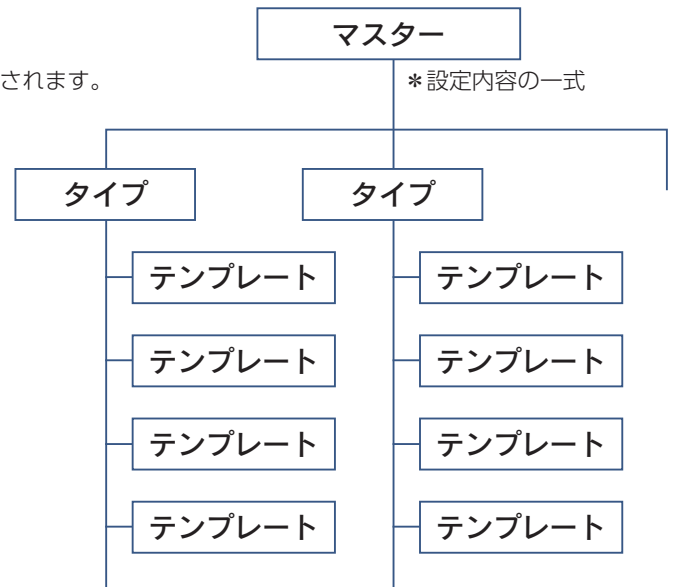 マスター
されます。
*設定内容の一式
タイプ
タイプ
テンプレート
テンプレート
テンプレート
テンプレート
テンプレート
テンプレート
テンプレート
テンプレート